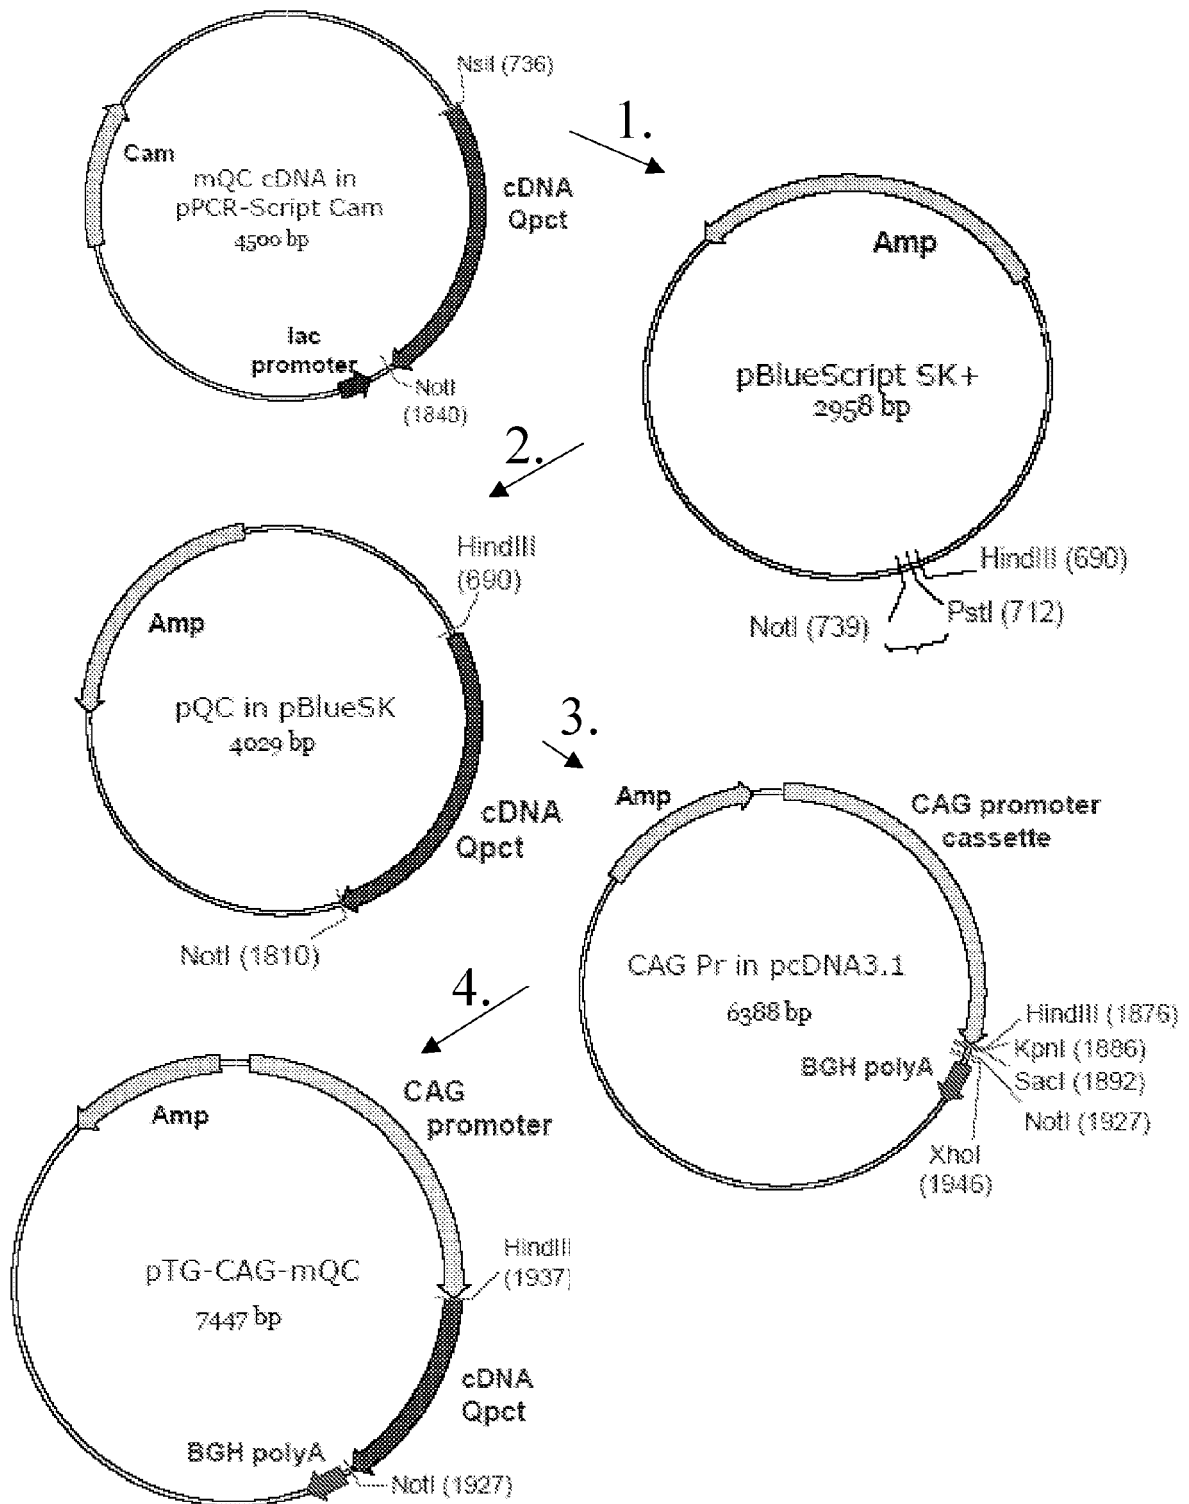 NsiI (736)
1.
Cam
mQC cDNA in
pPCR-Script Cam
4500 bp
cDNA
Qpct
lac
promoter
NotI
(1840)
Amp
pBlueScript SK+
2958 bp
HindIII (690)
PstI (712)
NotI (739)
2.
HindIII
(690)
Amp
pQC in pBlueSK
4029 bp
cDNA
Qpct
NotI (1810)
3.
Amp
CAG promoter
cassette
CAG Pr in pcDNA3.1
6388 bp
HindIII (1876)
KpnI (1886)
BGH polyA
SacI (1892)
NotI (1927)
XhoI
(1946)
4.
Amp
CAG
promoter
HindIII
(1937)
pTG-CAG-mQC
7447 bp
cDNA
Qpct
BGH polyA
NotI (1927)